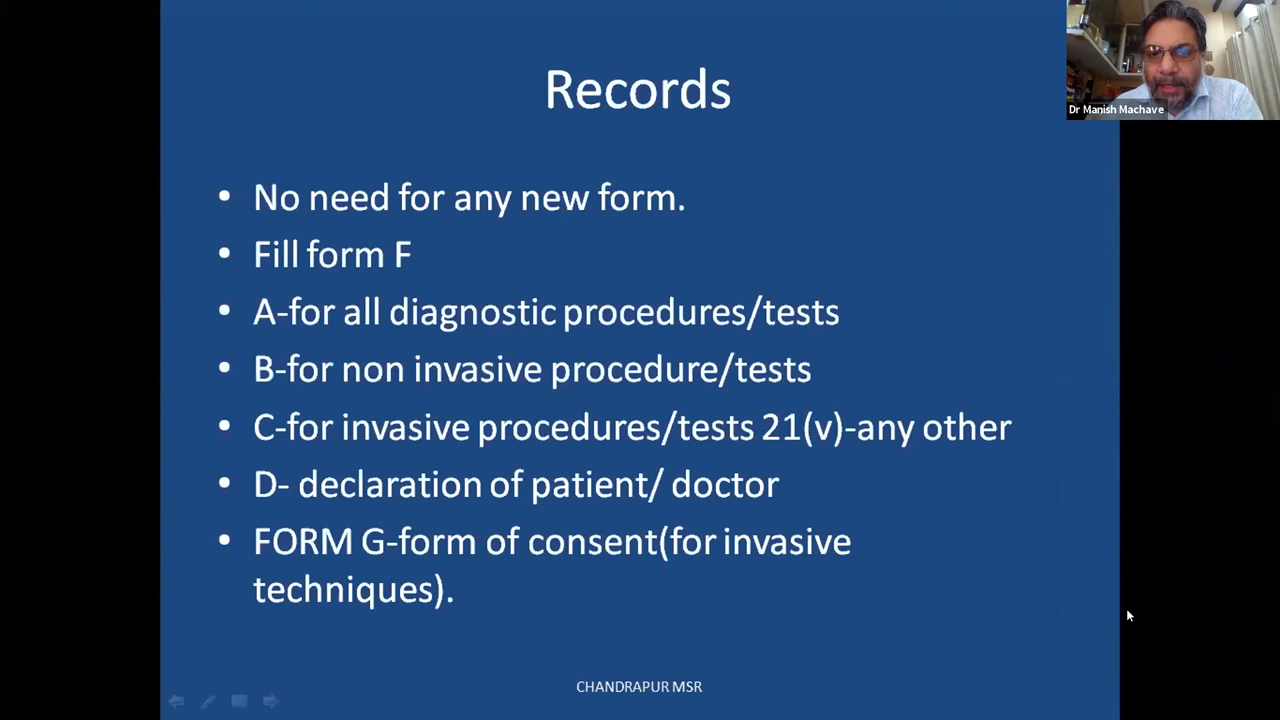 Records
Dr Manish Machave
• No need for any new form.
• Fill form F
• A-for all diagnostic procedures/tests
• B-for non invasive procedure/tests
• C-for invasive procedures/tests 21(v)-any other
• D- declaration of patient/ doctor
• FORM G-form of consent(for invasive
techniques).
CHANDRAPUR MSR